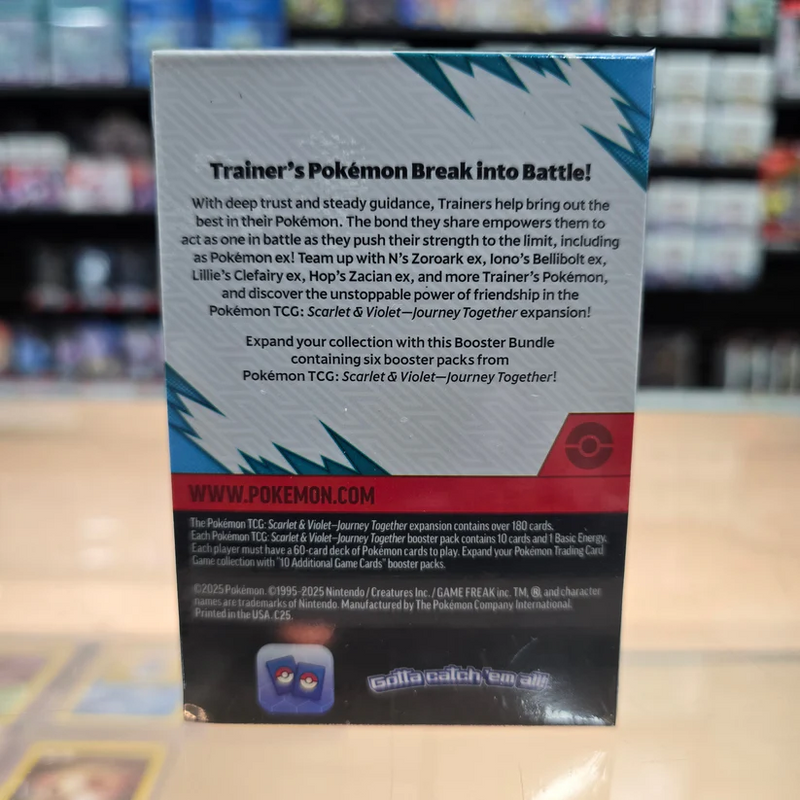 Trainer's Pokémon Break into Battle!
With deep trust and steady guidance, Trainers help bring out the
best in their Pokémon. The bond they share empowers them to
act as one in battle as they push their strength to the limit, including
as Pokémon ex! Team up with N's Zoroark ex, Iono's Bellibolt ex,
Lillie's Clefairy ex, Hop's Zacian ex, and more Trainer's Pokémon,
and discover the unstoppable power of friendship in the
Pokémon TCG: Scarlet & Violet—Journey Together expansion!
Expand your collection with this Booster Bundle
containing six booster packs from
Pokémon TCG: Scarlet & Violet—Journey Together!
WWW.POKEMON.COM
The Pokémon TCG: Scarlet & Violet—Journey Together expansion contains over 180 cards.
Each Pokémon TCG: Scarlet & Violet—Journey Together booster pack contains 10 cards and 1 Basic Energy.
Each player must have a 60-card deck of Pokémon cards to play. Expand your Pokémon Trading Card
Game collection with "10 Additional Game Cards" booster packs.
©2025 Pokémon. ©1995–2025 Nintendo / Creatures Inc. / GAME FREAK inc. TM, ®, and character
names are trademarks of Nintendo. Manufactured by The Pokémon Company International.
Printed in the USA. C25.
Gotta catch 'em all!